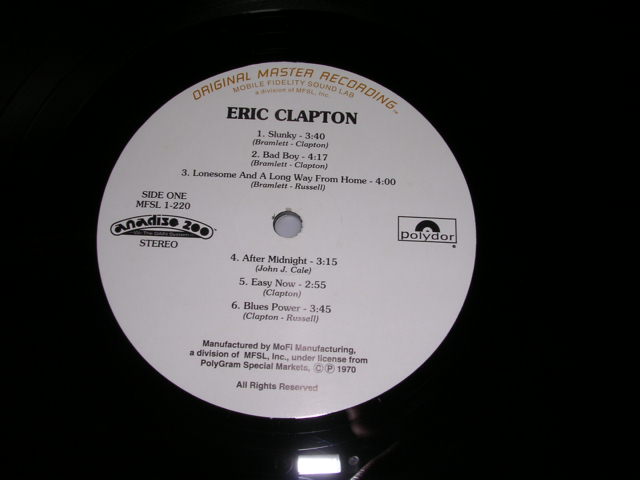 ORIGINAL MASTER RECORDING™
MOBILE FIDELITY SOUND LAB
a division of MFSL, Inc.
ERIC CLAPTON
1. Slunky - 3:40
(Bramlett - Clapton)
2. Bad Boy - 4:17
(Bramlett - Clapton)
3. Lonesome And A Long Way From Home - 4:00
(Bramlett - Russell)
SIDE ONE
MFSL 1-220
anadisq 200™
STEREO
polydor
4. After Midnight - 3:15
(John J. Cale)
5. Easy Now - 2:55
(Clapton)
6. Blues Power - 3:45
(Clapton - Russell)
Manufactured by MoFi Manufacturing,
a division of MFSL, Inc., under license from
PolyGram Special Markets, Ⓒ Ⓟ 1970
All Rights Reserved